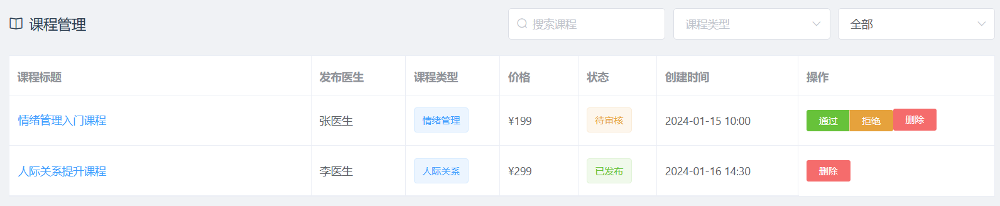 课程管理
搜索课程 课程类型 全部
课程标题 发布医生 课程类型 价格 状态 创建时间 操作
情绪管理入门课程 张医生 情绪管理 ¥199 待审核 2024-01-15 10:00 通过 拒绝 删除
人际关系提升课程 李医生 人际关系 ¥299 已发布 2024-01-16 14:30 删除